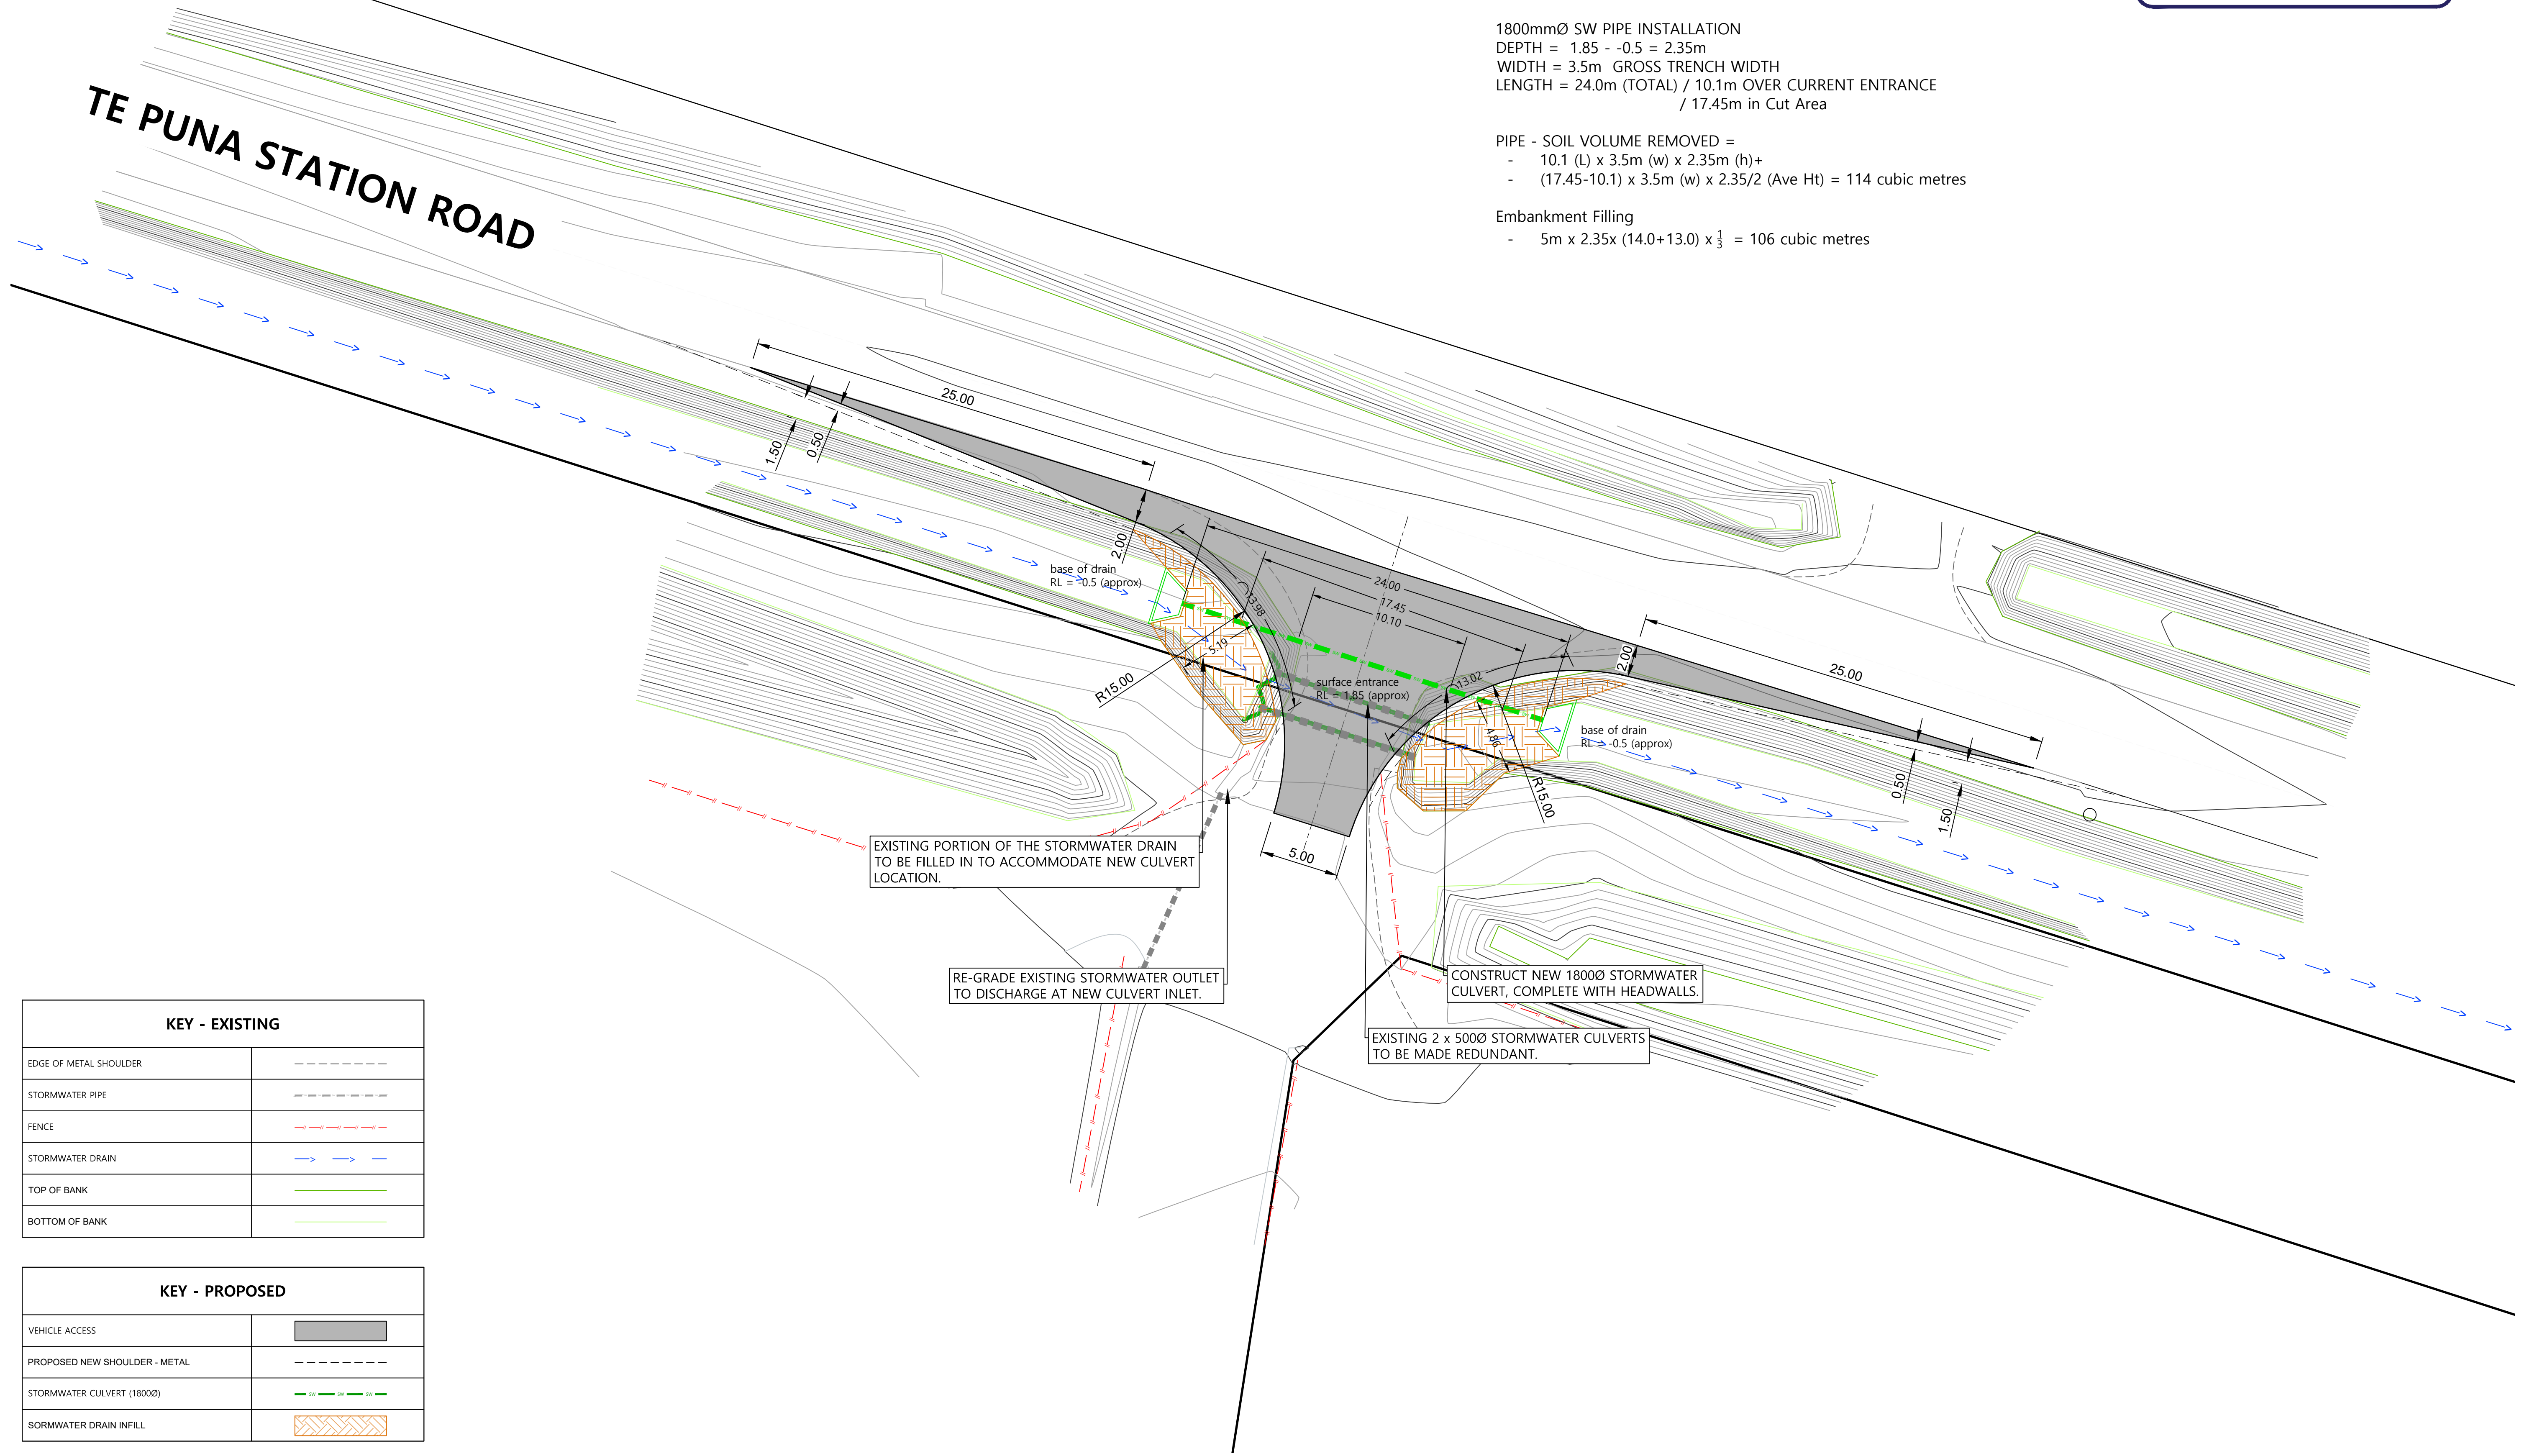 1800mmØ SW PIPE INSTALLATION
DEPTH = 1.85 - -0.5 = 2.35m
WIDTH = 3.5m GROSS TRENCH WIDTH
LENGTH = 24.0m (TOTAL) / 10.1m OVER CURRENT ENTRANCE
/ 17.45m in Cut Area
PIPE - SOIL VOLUME REMOVED =
- 10.1 (L) x 3.5m (w) x 2.35m (h)+
- (17.45-10.1) x 3.5m (w) x 2.35/2 (Ave Ht) = 114 cubic metres
Embankment Filling
- 5m x 2.35x (14.0+13.0) x 1/3 = 106 cubic metres
TE PUNA STATION ROAD
25.00
1.50
0.50
2.00
base of drain
RL = -0.5 (approx)
13.98
24.00
17.45
10.10
5.19
R15.00
surface entrance
RL = 1.85 (approx)
13.02
2.00
25.00
4.86
R15.00
base of drain
RL = -0.5 (approx)
0.50
1.50
5.00
EXISTING PORTION OF THE STORMWATER DRAIN
TO BE FILLED IN TO ACCOMMODATE NEW CULVERT
LOCATION.
RE-GRADE EXISTING STORMWATER OUTLET
TO DISCHARGE AT NEW CULVERT INLET.
CONSTRUCT NEW 1800Ø STORMWATER
CULVERT, COMPLETE WITH HEADWALLS.
EXISTING 2 x 500Ø STORMWATER CULVERTS
TO BE MADE REDUNDANT.
KEY - EXISTING
EDGE OF METAL SHOULDER
STORMWATER PIPE
FENCE
STORMWATER DRAIN
TOP OF BANK
BOTTOM OF BANK
KEY - PROPOSED
VEHICLE ACCESS
PROPOSED NEW SHOULDER - METAL
STORMWATER CULVERT (1800Ø)
SW SW SW
SORMWATER DRAIN INFILL